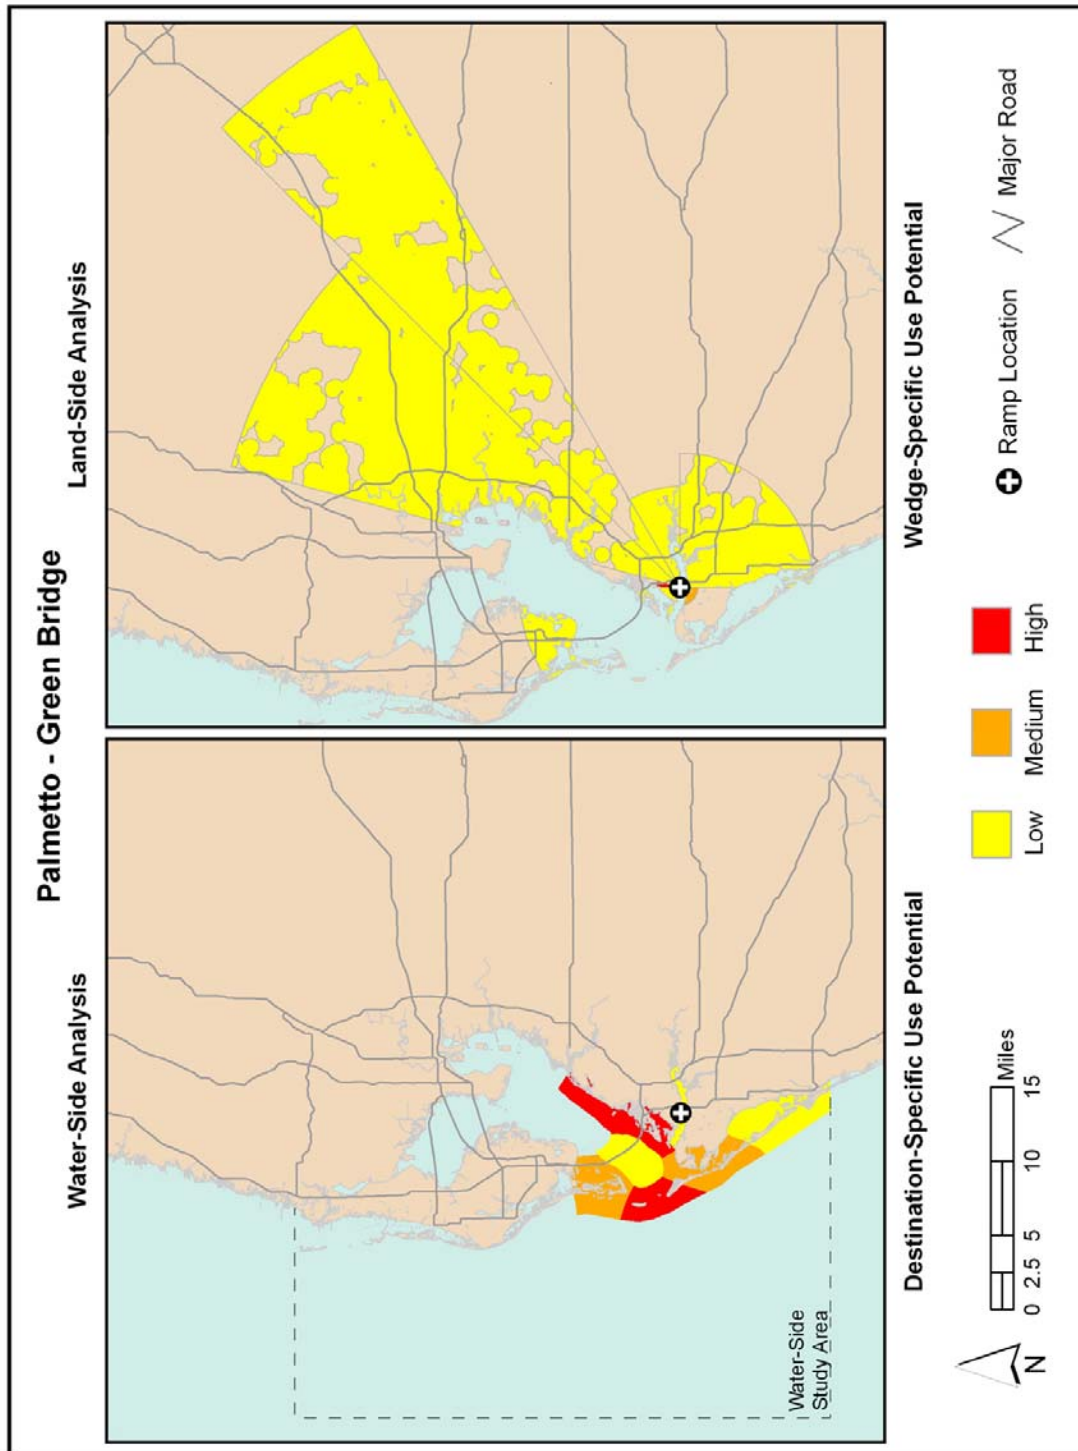 Palmetto - Green Bridge
Water-Side Analysis
Land-Side Analysis
Water-Side
Study Area
Destination-Specific Use Potential
Wedge-Specific Use Potential
N
0 2.5 5 10 15
Miles
Low
Medium
High
Ramp Location
Major Road